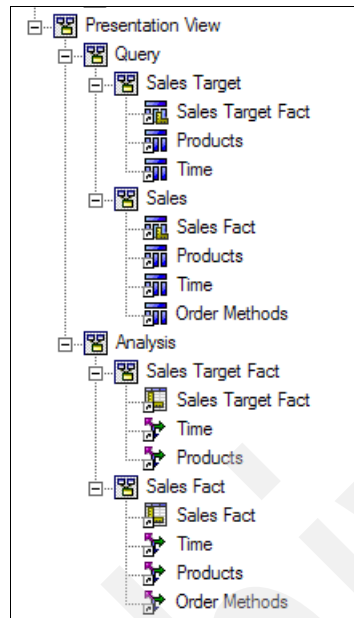 Presentation View
Query
Sales Target
Sales Target Fact
Products
Time
Sales
Sales Fact
Products
Time
Order Methods
Analysis
Sales Target Fact
Sales Target Fact
Time
Products
Sales Fact
Sales Fact
Time
Products
Order Methods